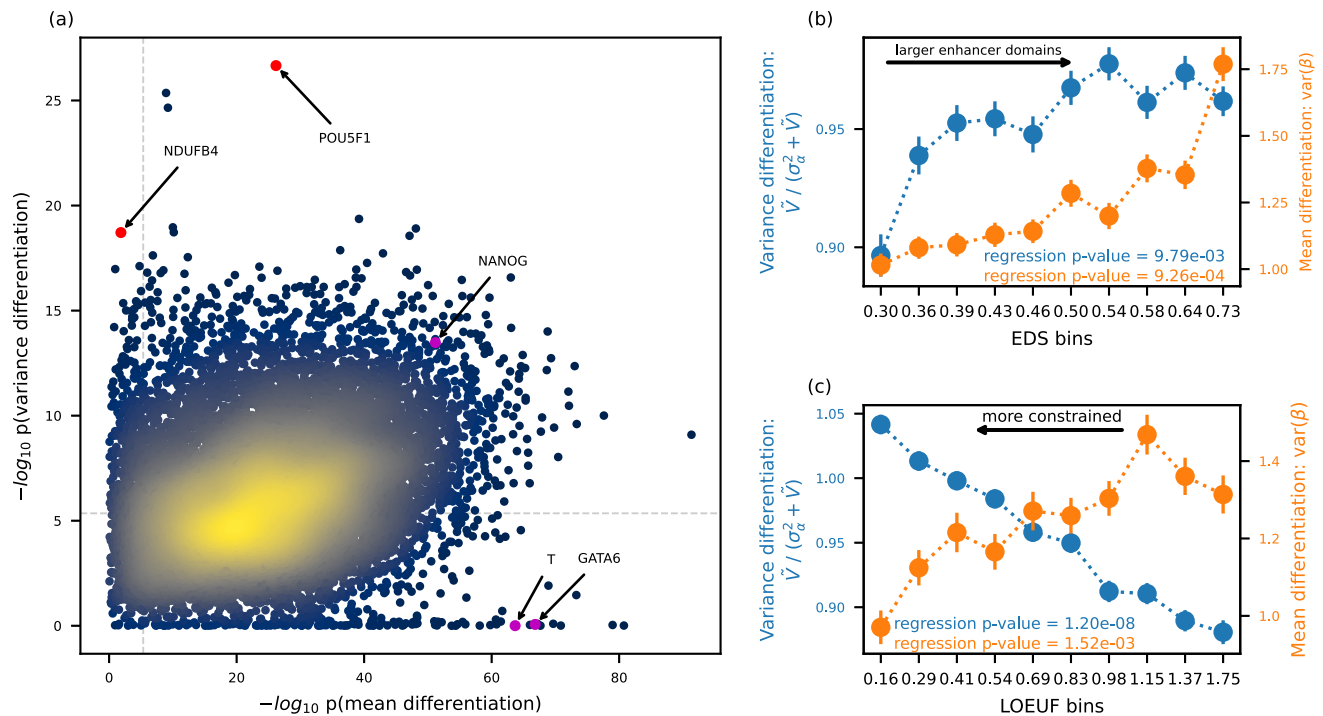 (a)
25
20
15
10
5
0
0
20
40
60
80
−log₁₀ p(variance differentiation)
−log₁₀ p(mean differentiation)
POU5F1
NDUFB4
NANOG
T
GATA6
(b)
larger enhancer domains
0.95
0.90
Variance differentiation:
Ṽ / (σ²_α + Ṽ)
1.75
1.50
1.25
1.00
Mean differentiation: var(β)
regression p-value = 9.79e-03
regression p-value = 9.26e-04
0.30 0.36 0.39 0.43 0.46 0.50 0.54 0.58 0.64 0.73
EDS bins
(c)
more constrained
1.05
1.00
0.95
0.90
Variance differentiation:
Ṽ / (σ²_α + Ṽ)
1.4
1.2
1.0
Mean differentiation: var(β)
regression p-value = 1.20e-08
regression p-value = 1.52e-03
0.16 0.29 0.41 0.54 0.69 0.83 0.98 1.15 1.37 1.75
LOEUF bins